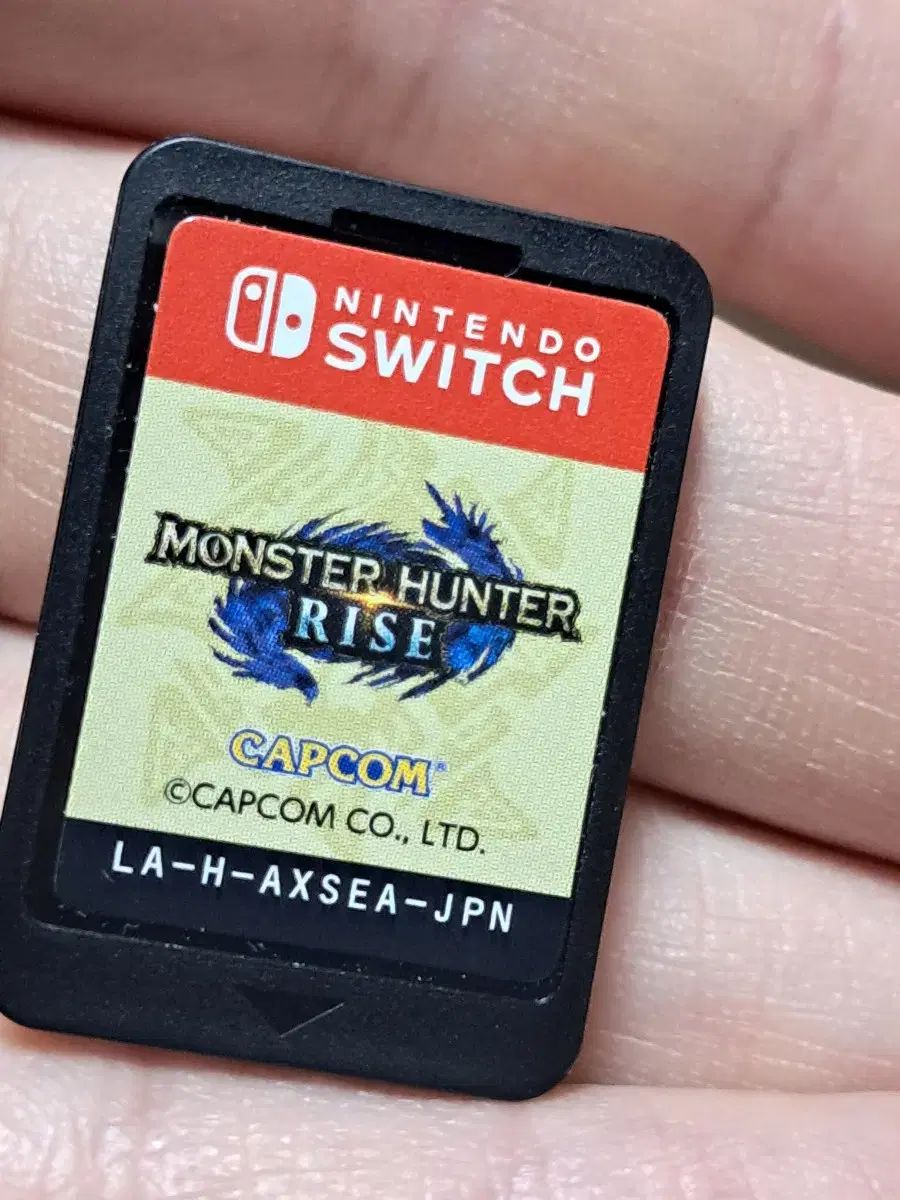 NINTENDO
SWITCH
MONSTER HUNTER
RISE
CAPCOM®
©CAPCOM CO., LTD.
LA-H-AXSEA-JPN